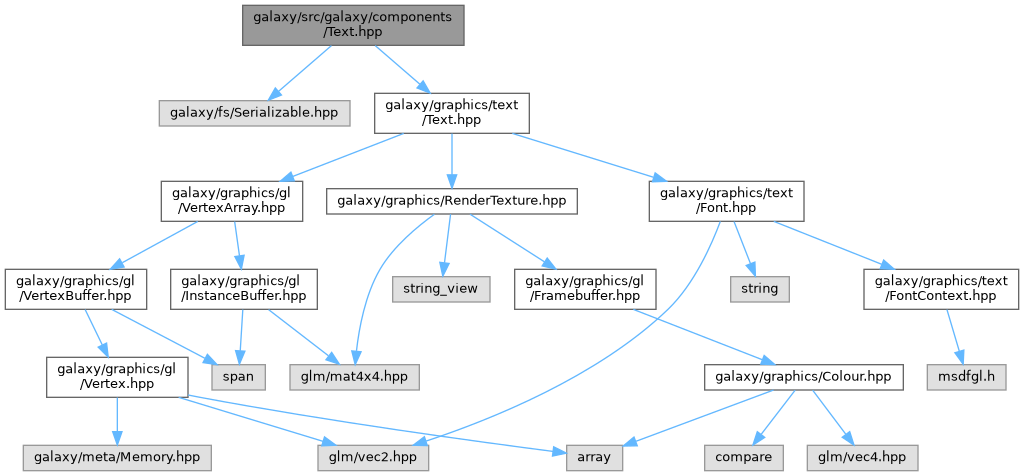 galaxy/src/galaxy/components
/Text.hpp
galaxy/fs/Serializable.hpp
galaxy/graphics/text
/Text.hpp
galaxy/graphics/gl
/VertexArray.hpp
galaxy/graphics/RenderTexture.hpp
galaxy/graphics/text
/Font.hpp
galaxy/graphics/gl
/VertexBuffer.hpp
galaxy/graphics/gl
/InstanceBuffer.hpp
string_view
galaxy/graphics/gl
/Framebuffer.hpp
string
galaxy/graphics/text
/FontContext.hpp
galaxy/graphics/gl
/Vertex.hpp
span
glm/mat4x4.hpp
galaxy/graphics/Colour.hpp
msdfgl.h
galaxy/meta/Memory.hpp
glm/vec2.hpp
array
compare
glm/vec4.hpp